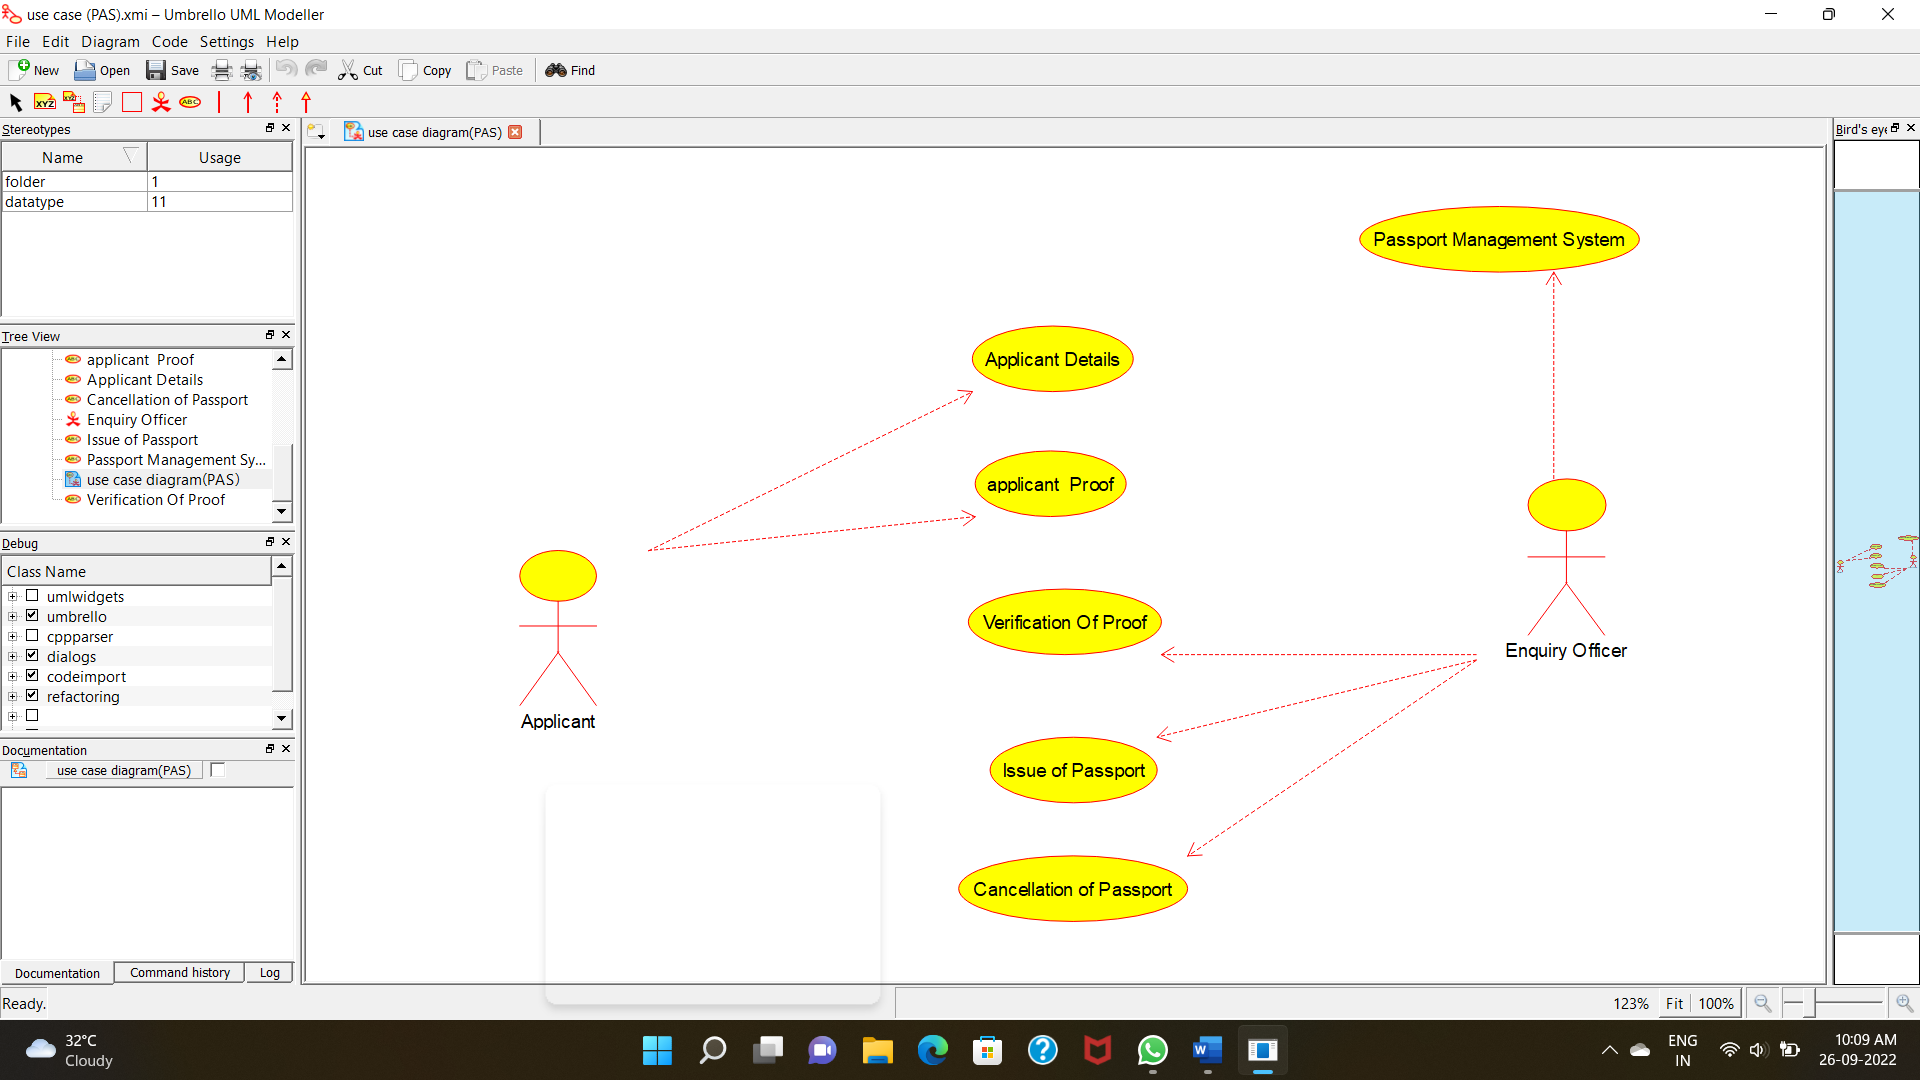 use case (PAS).xmi – Umbrello UML Modeller
File Edit Diagram Code Settings Help
New Open Save Cut Copy Paste Find
XYZ XYZ ABC
Stereotypes
Name Usage
folder 1
datatype 11
Tree View
applicant  Proof
Applicant Details
Cancellation of Passport
Enquiry Officer
Issue of Passport
Passport Management Sy...
use case diagram(PAS)
Verification Of Proof
Debug
Class Name
umlwidgets
umbrello
cppparser
dialogs
codeimport
refactoring
Documentation
use case diagram(PAS)
Documentation Command history Log
Ready.
use case diagram(PAS)
Passport Management System
Applicant Details
applicant  Proof
Verification Of Proof
Enquiry Officer
Applicant
Issue of Passport
Cancellation of Passport
Bird's eye
123% Fit 100%
32°C
Cloudy
ENG
IN
10:09 AM
26-09-2022